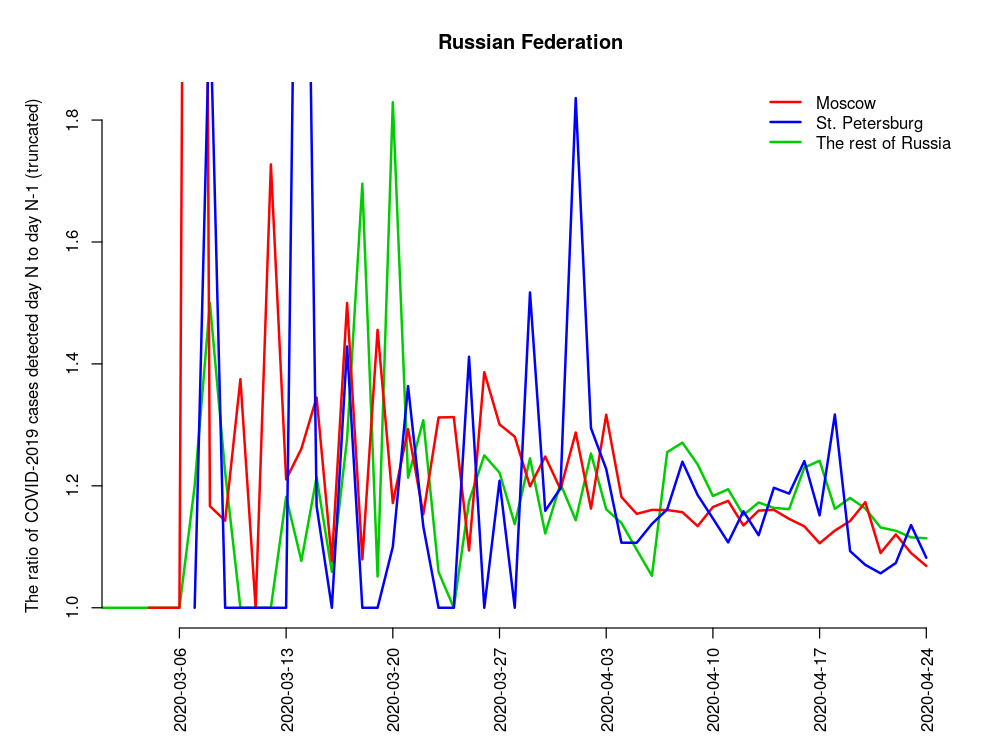 Russian Federation
The ratio of COVID-2019 cases detected day N to day N-1 (truncated)
1.8
1.6
1.4
1.2
1.0
Moscow
St. Petersburg
The rest of Russia
2020-03-06
2020-03-13
2020-03-20
2020-03-27
2020-04-03
2020-04-10
2020-04-17
2020-04-24